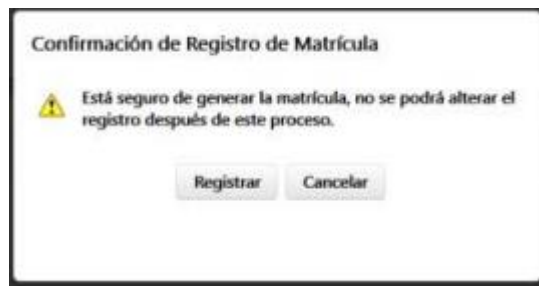 Confirmación de Registro de Matrícula
Está seguro de generar la matrícula, no se podrá alterar el
registro después de este proceso.
Registrar Cancelar